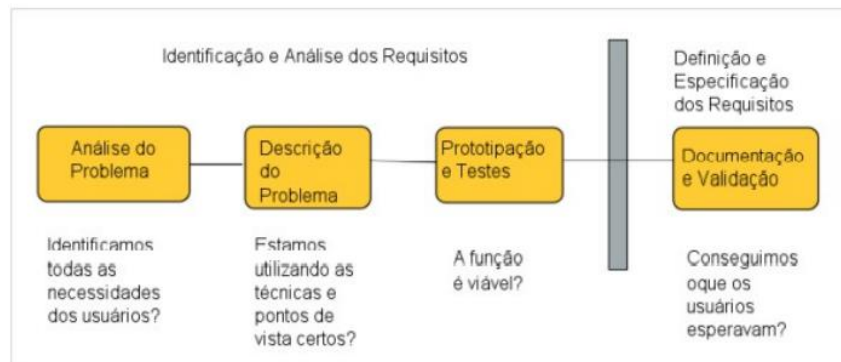 Identificação e Análise dos Requisitos
Definição e
Especificação
dos Requisitos
Análise do
Problema
Descrição
do
Problema
Prototipação
e Testes
Documentação
e Validação
Identificamos
todas as
necessidades
dos usuários?
Estamos
utilizando as
técnicas e
pontos de
vista certos?
A função
é viável?
Conseguimos
oque os
usuários
esperavam?